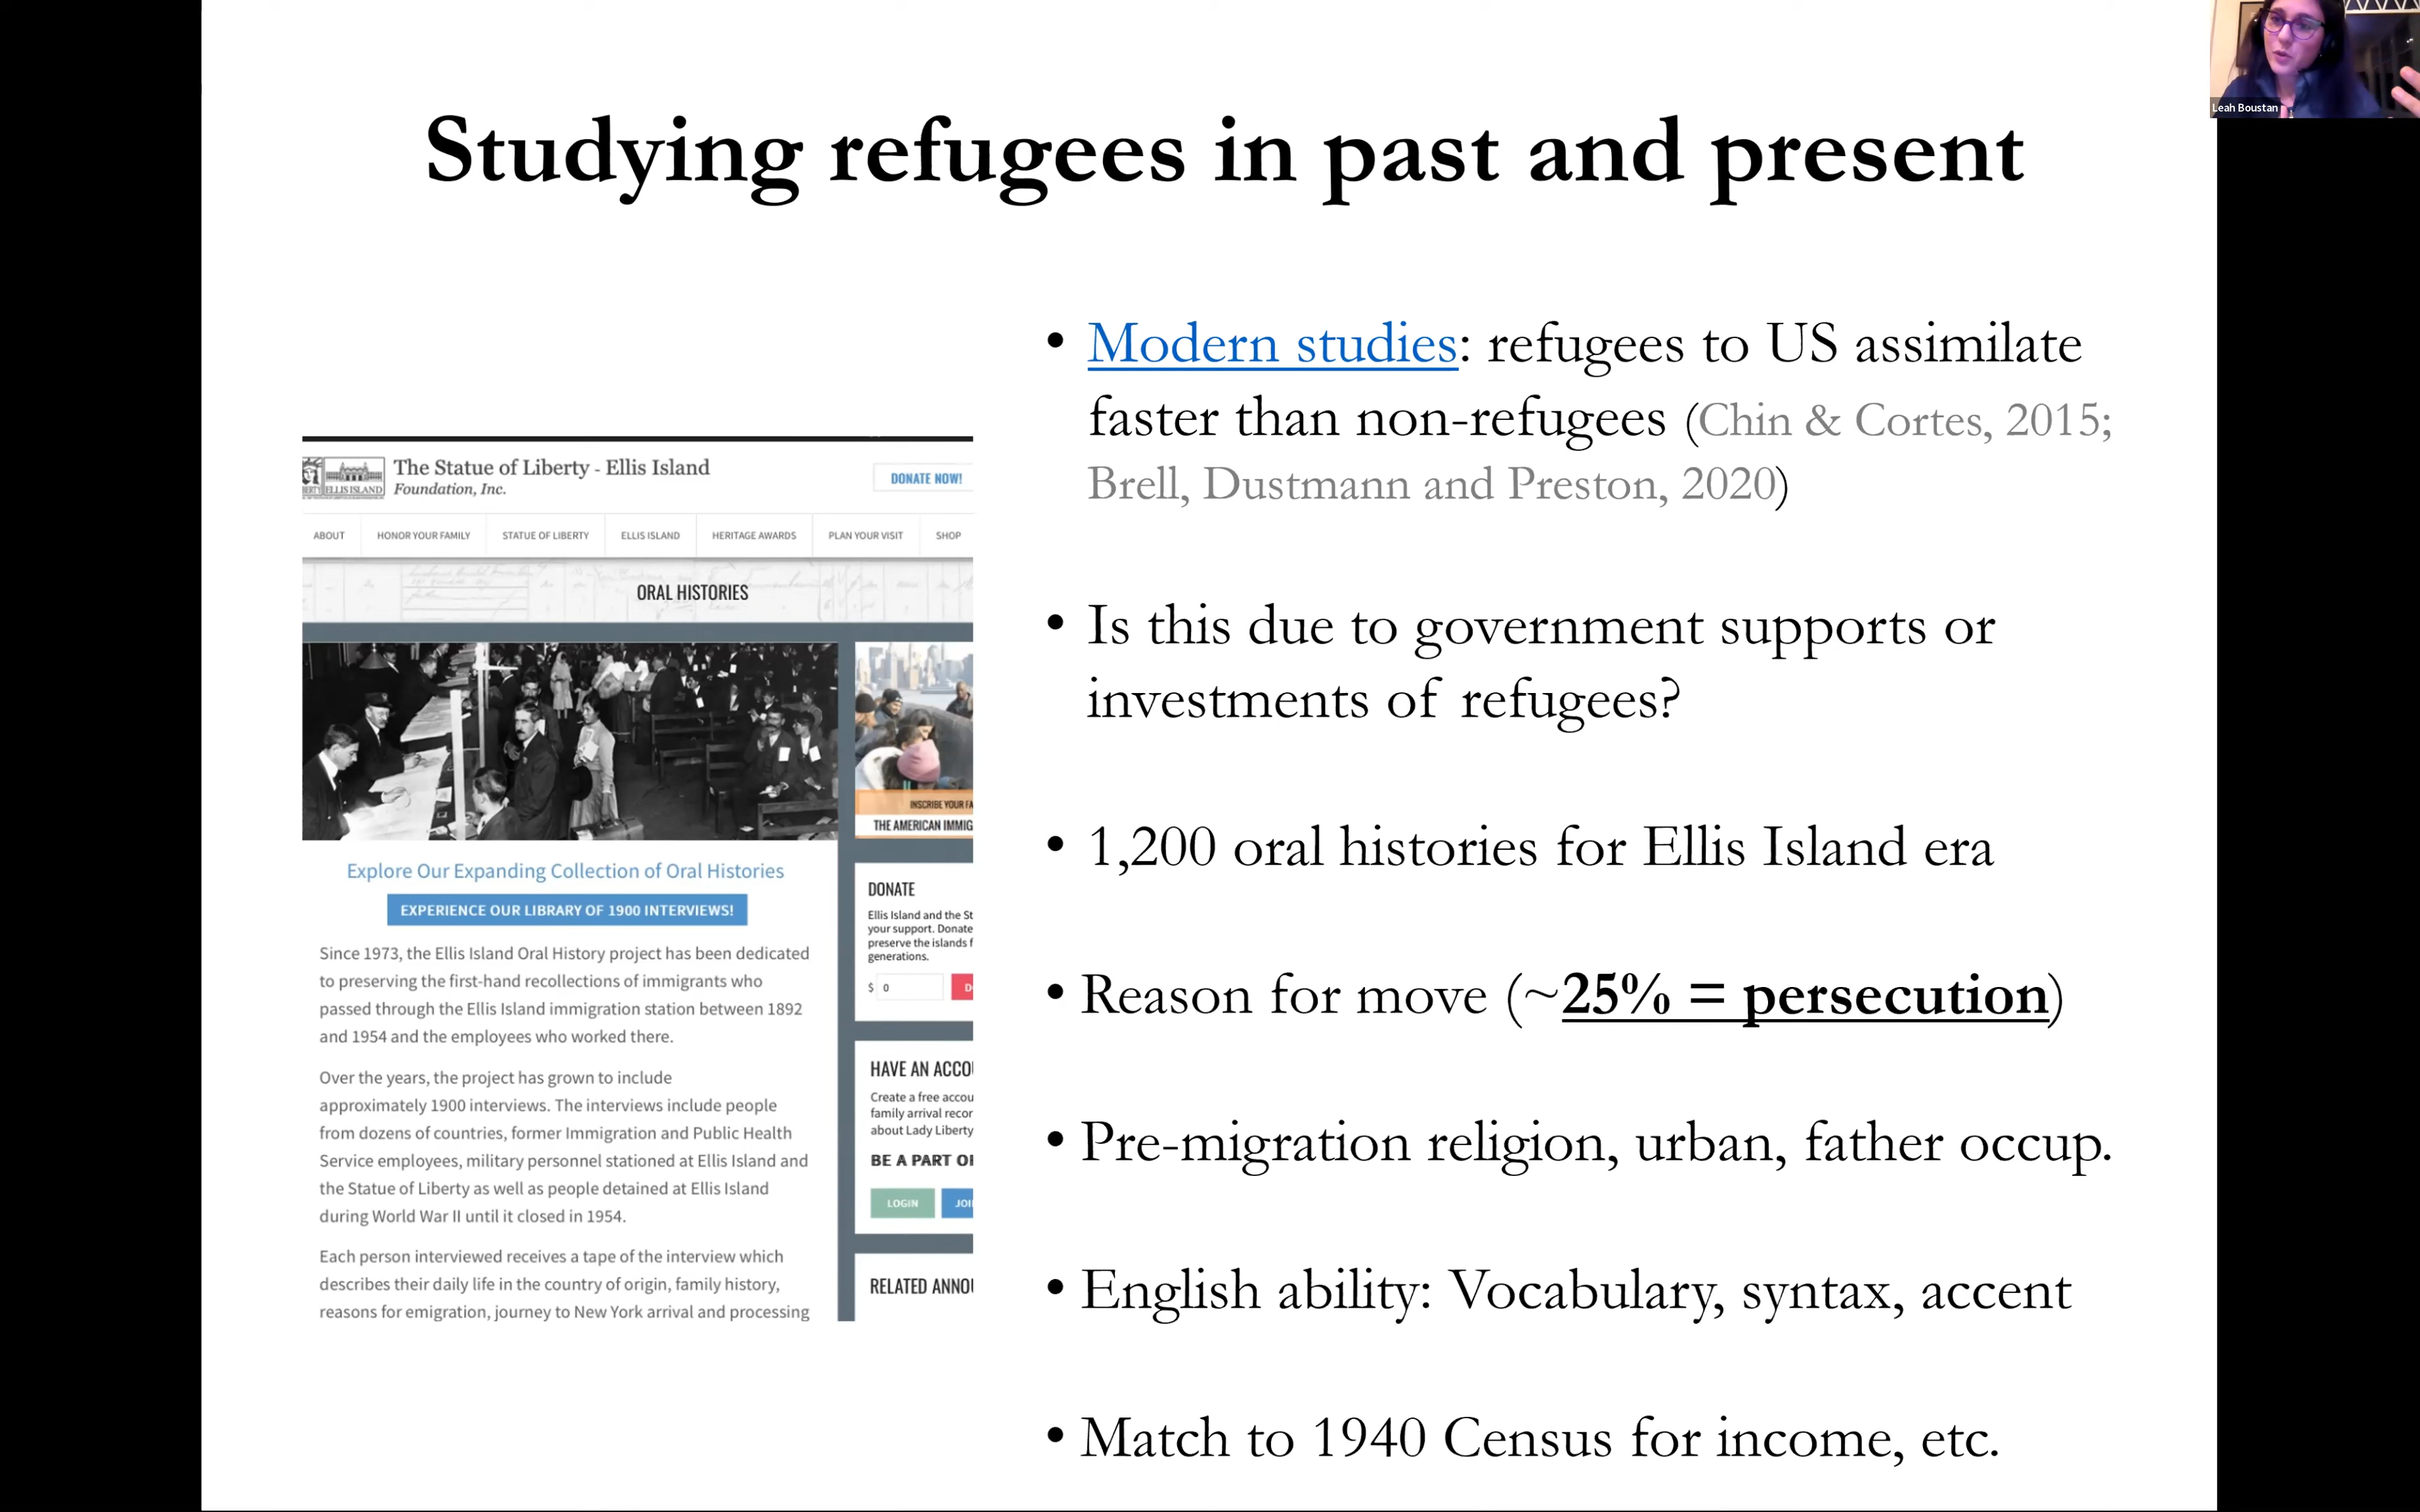 Leah Boustan
Studying refugees in past and present
The Statue of Liberty - Ellis Island
Foundation, Inc.
DONATE NOW!
ELLIS ISLAND
ABOUT
HONOR YOUR FAMILY
STATUE OF LIBERTY
ELLIS ISLAND
HERITAGE AWARDS
PLAN YOUR VISIT
SHOP
ORAL HISTORIES
Explore Our Expanding Collection of Oral Histories
EXPERIENCE OUR LIBRARY OF 1900 INTERVIEWS!
Since 1973, the Ellis Island Oral History project has been dedicated
to preserving the first-hand recollections of immigrants who
passed through the Ellis Island immigration station between 1892
and 1954 and the employees who worked there.
Over the years, the project has grown to include
approximately 1900 interviews. The interviews include people
from dozens of countries, former Immigration and Public Health
Service employees, military personnel stationed at Ellis Island and
the Statue of Liberty as well as people detained at Ellis Island
during World War II until it closed in 1954.
Each person interviewed receives a tape of the interview which
describes their daily life in the country of origin, family history,
reasons for emigration, journey to New York arrival and processing
INSCRIBE YOUR FA
THE AMERICAN IMMIG
DONATE
Ellis Island and the St
your support. Donate
preserve the islands f
generations.
$ 0
D
HAVE AN ACCO
Create a free accou
family arrival recor
about Lady Liberty
BE A PART O
LOGIN
JOI
RELATED ANNO
• Modern studies: refugees to US assimilate
faster than non-refugees (Chin & Cortes, 2015;
Brell, Dustmann and Preston, 2020)
• Is this due to government supports or
investments of refugees?
• 1,200 oral histories for Ellis Island era
• Reason for move (~25% = persecution)
• Pre-migration religion, urban, father occup.
• English ability: Vocabulary, syntax, accent
• Match to 1940 Census for income, etc.